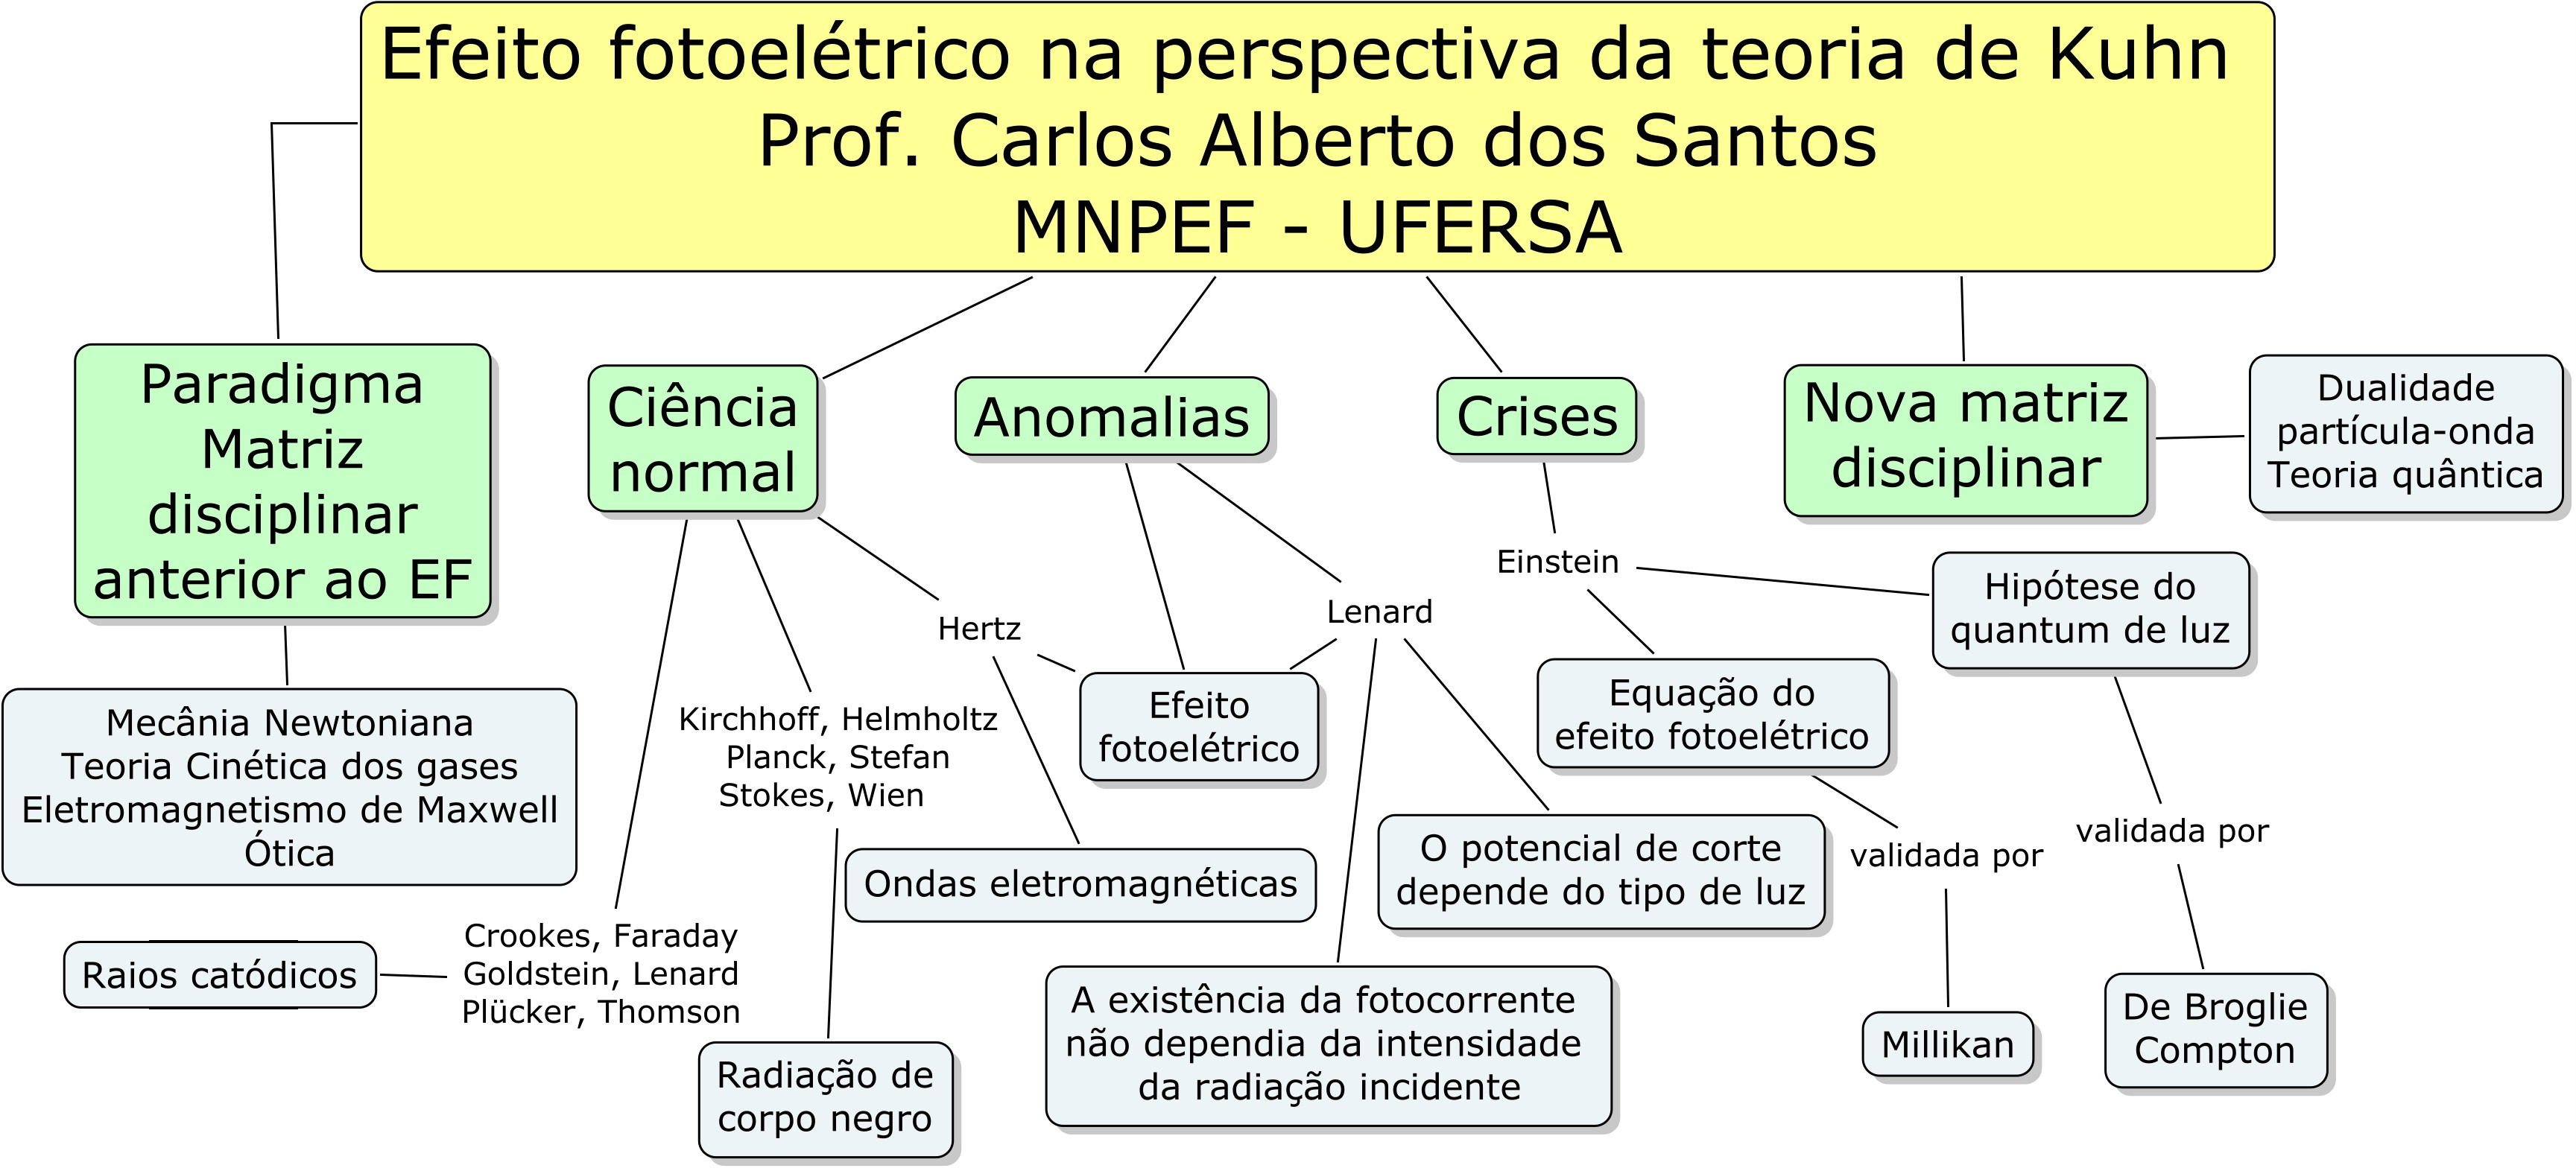 Efeito fotoelétrico na perspectiva da teoria de Kuhn
Prof. Carlos Alberto dos Santos
MNPEF - UFERSA
Paradigma
Matriz
disciplinar
anterior ao EF
Ciência
normal
Anomalias
Crises
Nova matriz
disciplinar
Dualidade
partícula-onda
Teoria quântica
Einstein
Hipótese do
quantum de luz
Hertz
Lenard
Mecânia Newtoniana
Teoria Cinética dos gases
Eletromagnetismo de Maxwell
Ótica
Kirchhoff, Helmholtz
Planck, Stefan
Stokes, Wien
Efeito
fotoelétrico
Equação do
efeito fotoelétrico
Ondas eletromagnéticas
O potencial de corte
depende do tipo de luz
validada por
validada por
Raios catódicos
Crookes, Faraday
Goldstein, Lenard
Plücker, Thomson
Radiação de
corpo negro
A existência da fotocorrente
não dependia da intensidade
da radiação incidente
Millikan
De Broglie
Compton